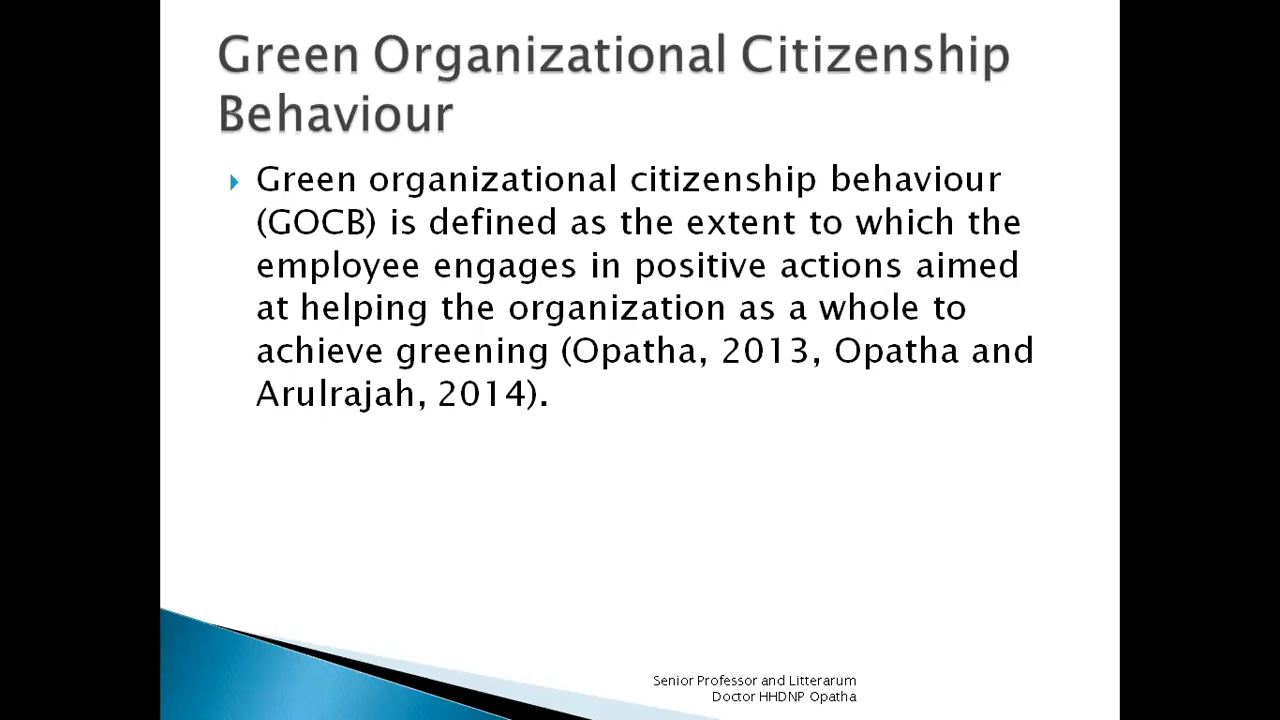 Green Organizational Citizenship
Behaviour
Green organizational citizenship behaviour
(GOCB) is defined as the extent to which the
employee engages in positive actions aimed
at helping the organization as a whole to
achieve greening (Opatha, 2013, Opatha and
Arulrajah, 2014).
Senior Professor and Litterarum
Doctor HHDNP Opatha